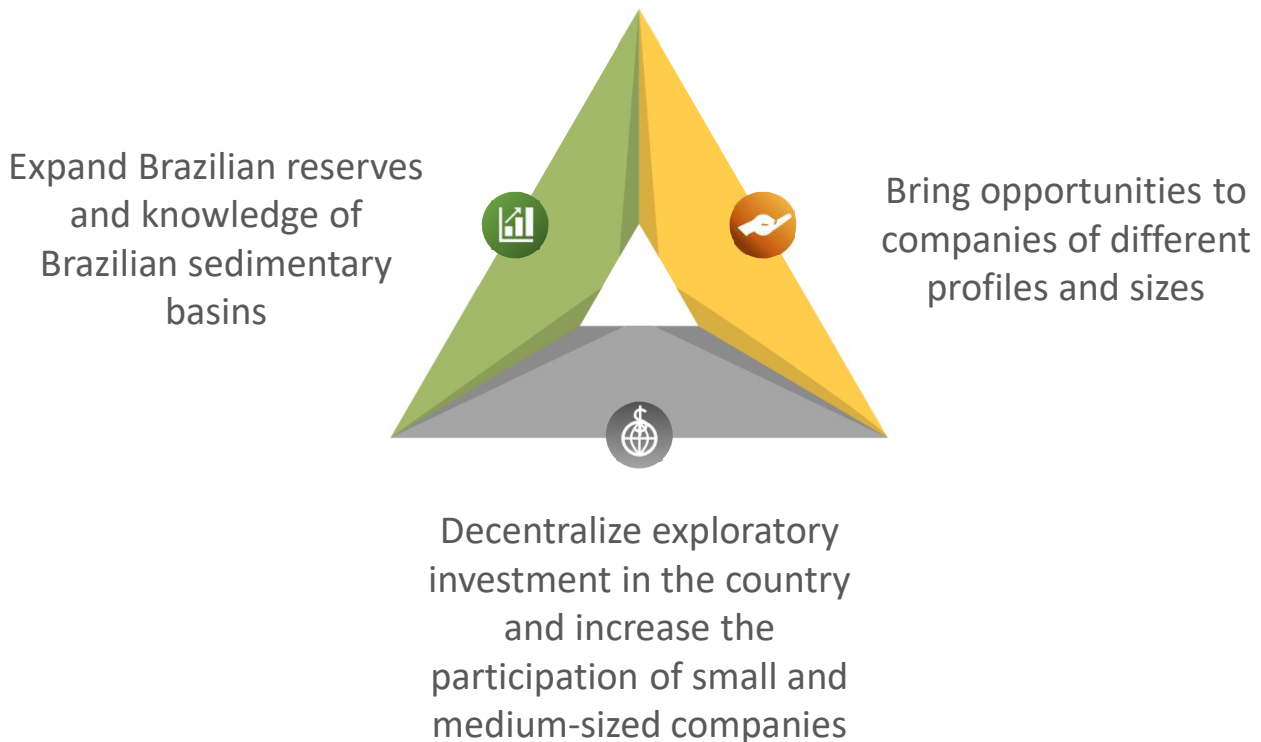 Expand Brazilian reserves
and knowledge of
Brazilian sedimentary
basins
Bring opportunities to
companies of different
profiles and sizes
$
Decentralize exploratory
investment in the country
and increase the
participation of small and
medium-sized companies